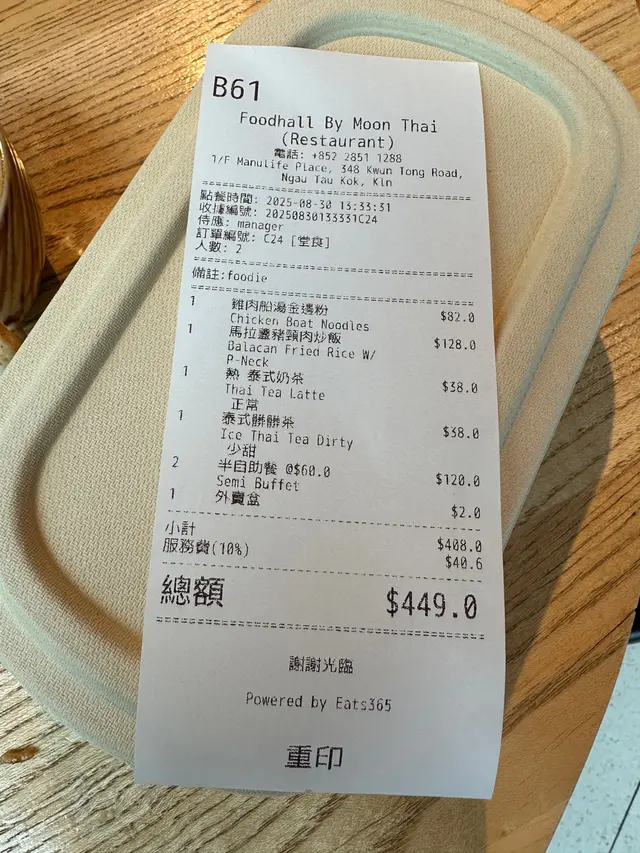 B61
Foodhall By Moon Thai
(Restaurant)
電話: +852 2851 1288
1/F Manulife Place, 348 Kwun Tong Road,
Ngau Tau Kok, Kln
點餐時間: 2025-08-30 13:33:31
收據編號: 20250830133331C24
侍應: manager
訂單編號: C24 [堂食]
人數: 2
備註:foodie
1 雞肉船湯金邊粉 $82.0
Chicken Boat Noodles
1 馬拉盞豬頸肉炒飯 $128.0
Balacan Fried Rice W/
P-Neck
1 熱 泰式奶茶 $38.0
Thai Tea Latte
正常
1 泰式髒髒茶 $38.0
Ice Thai Tea Dirty
少甜
2 半自助餐 @$60.0 $120.0
Semi Buffet
1 外賣盒 $2.0
小計 $408.0
服務費(10%) $40.6
總額 $449.0
謝謝光臨
Powered by Eats365
重印